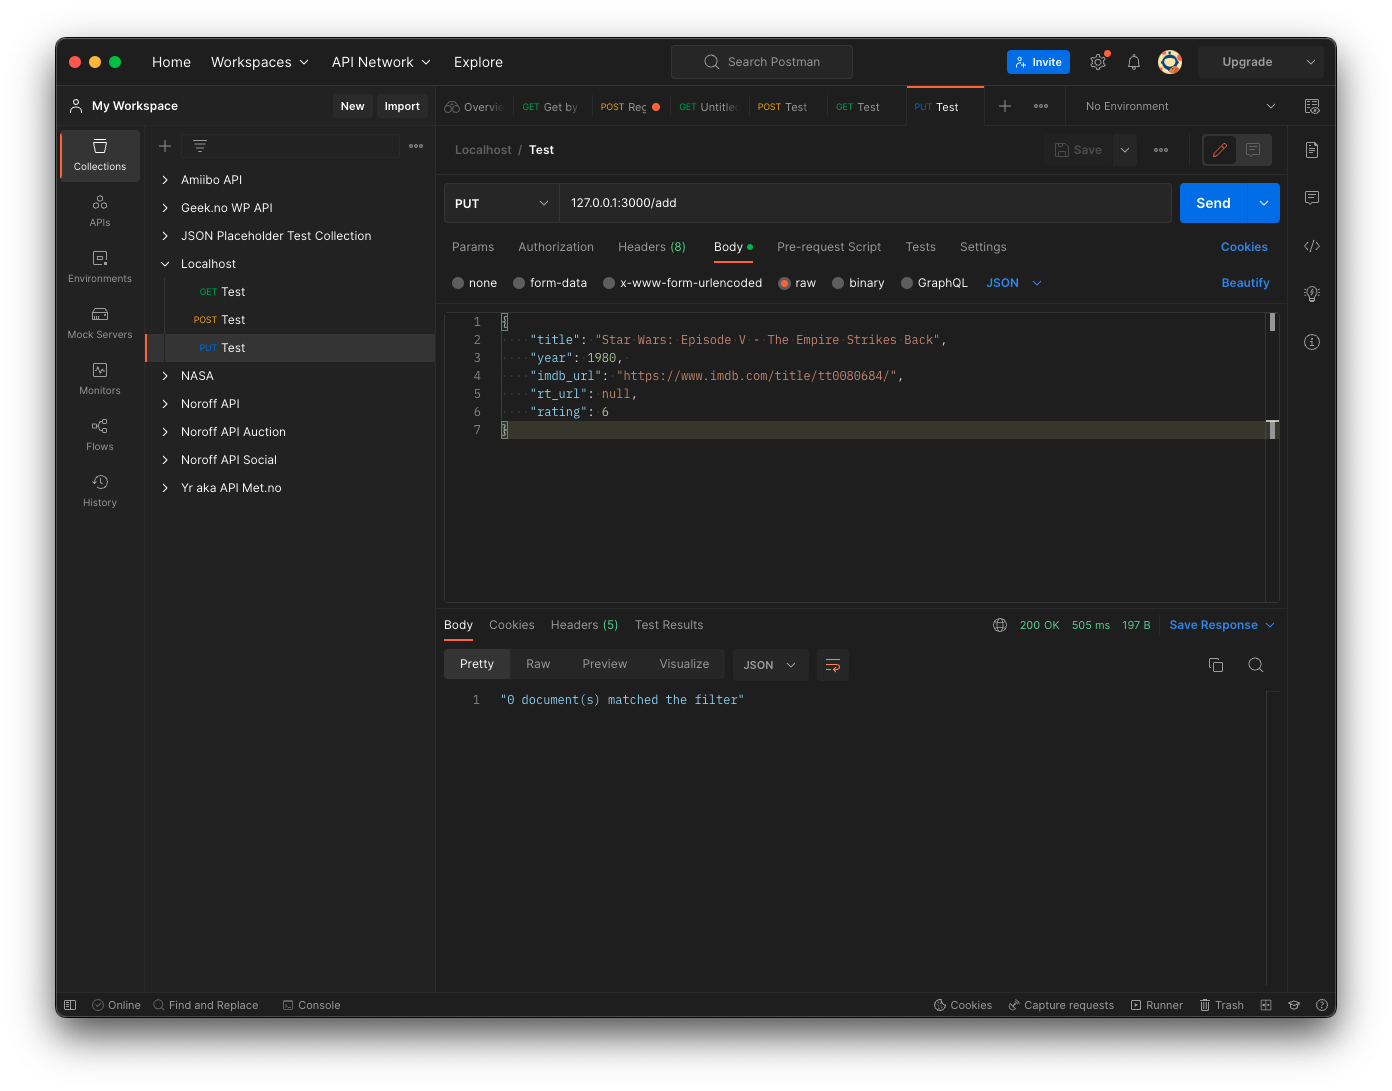 Home Workspaces API Network Explore Search Postman Invite Upgrade
My Workspace New Import
Overvie GET Get by POST Reg GET Untitled POST Test GET Test PUT Test No Environment
Collections
APIs
Environments
Mock Servers
Monitors
Flows
History
Amiibo API
Geek.no WP API
JSON Placeholder Test Collection
Localhost
GET Test
POST Test
PUT Test
NASA
Noroff API
Noroff API Auction
Noroff API Social
Yr aka API Met.no
Localhost / Test Save
PUT 127.0.0.1:3000/add Send
Params Authorization Headers (8) Body Pre-request Script Tests Settings Cookies
none form-data x-www-form-urlencoded raw binary GraphQL JSON Beautify
1 {
2 "title": "Star Wars: Episode V - The Empire Strikes Back",
3 "year": 1980,
4 "imdb_url": "https://www.imdb.com/title/tt0080684/",
5 "rt_url": null,
6 "rating": 6
7 }
Body Cookies Headers (5) Test Results 200 OK 505 ms 197 B Save Response
Pretty Raw Preview Visualize JSON
1 "0 document(s) matched the filter"
Online Find and Replace Console Cookies Capture requests Runner Trash